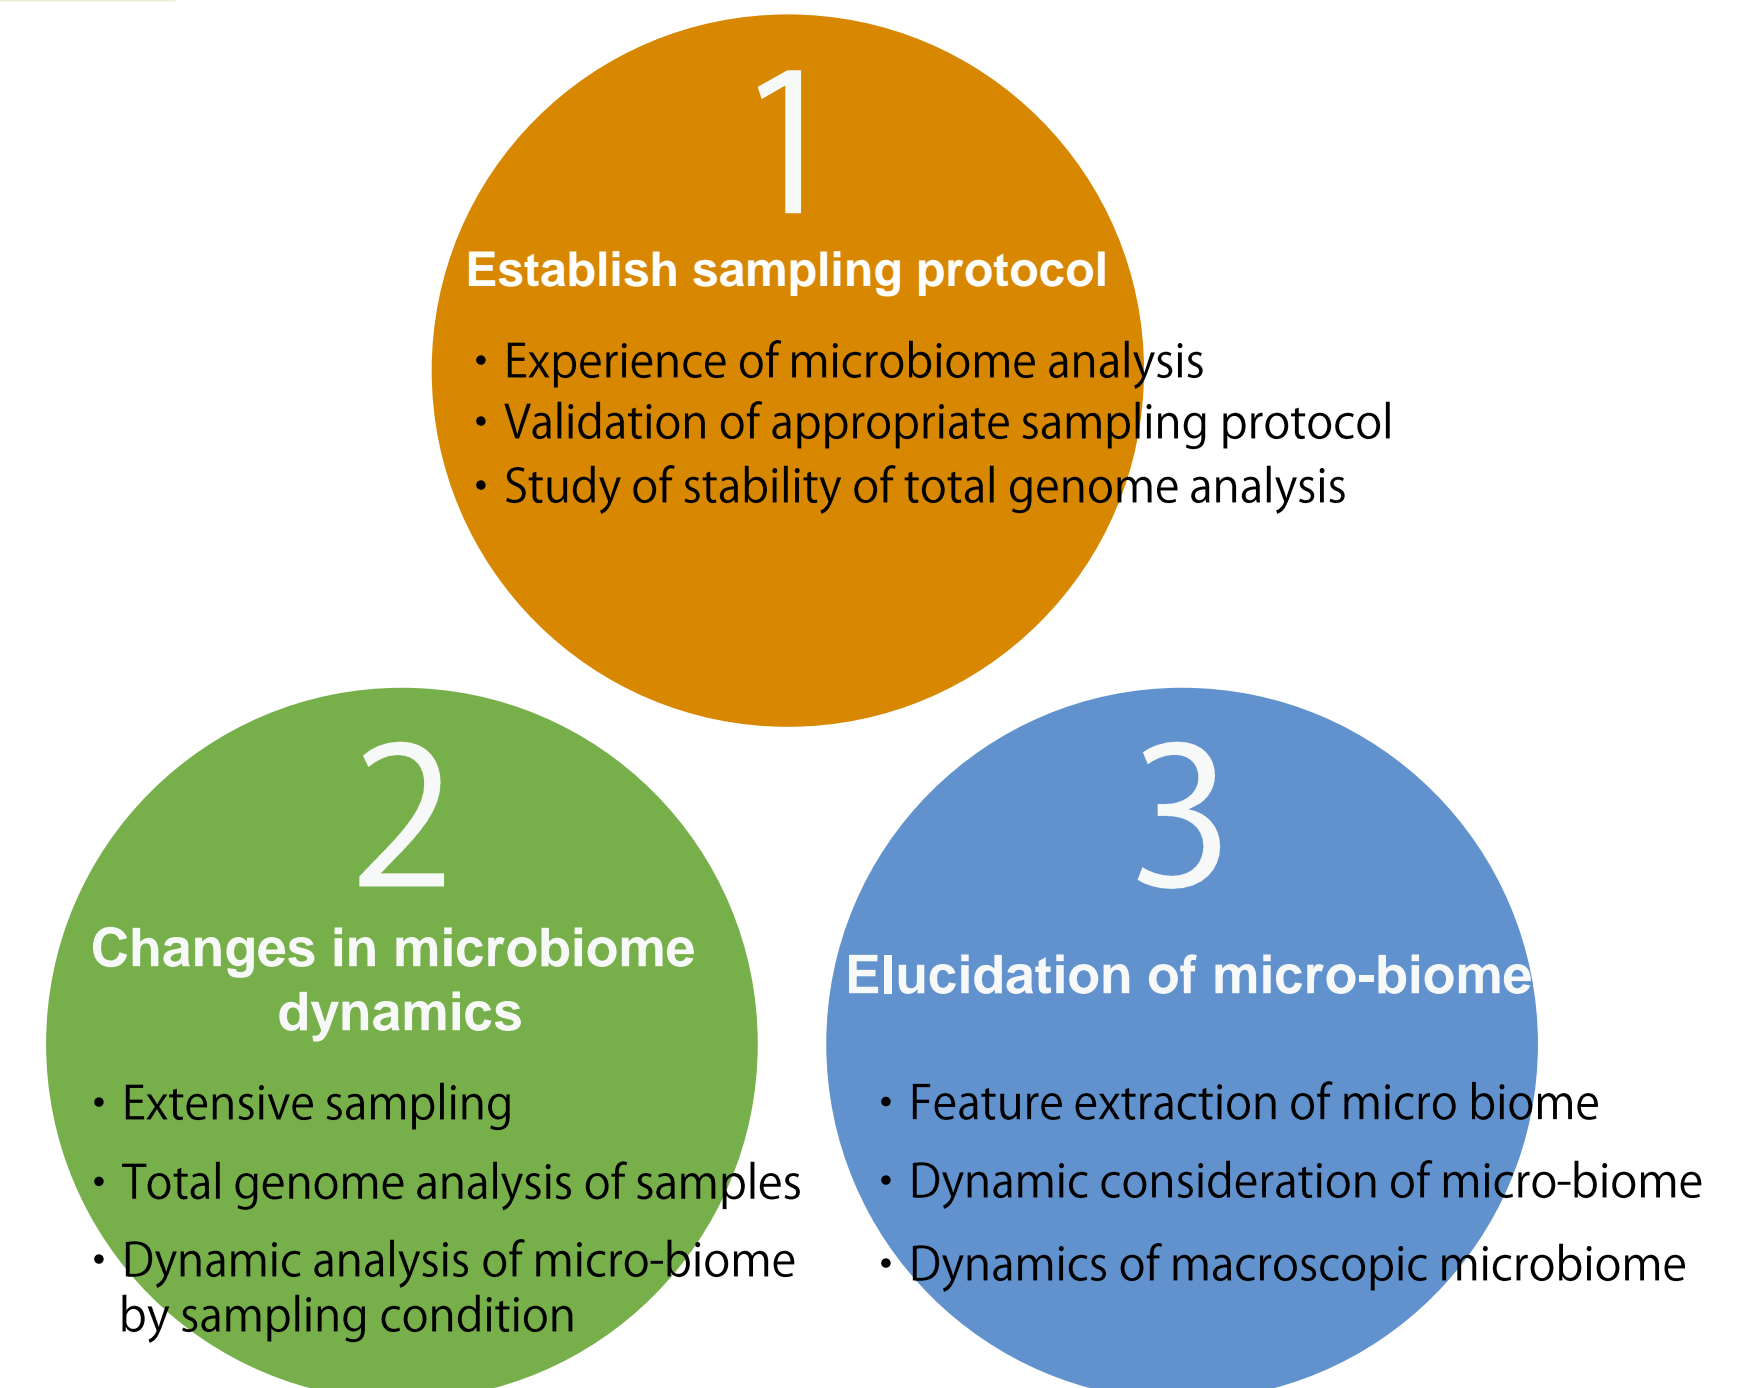 1
Establish sampling protocol
・Experience of microbiome analysis
・Validation of appropriate sampling protocol
・Study of stability of total genome analysis
2
Changes in microbiome
dynamics
・Extensive sampling
・Total genome analysis of samples
・Dynamic analysis of micro-biome
by sampling condition
3
Elucidation of micro-biome
・Feature extraction of micro biome
・Dynamic consideration of micro-biome
・Dynamics of macroscopic microbiome